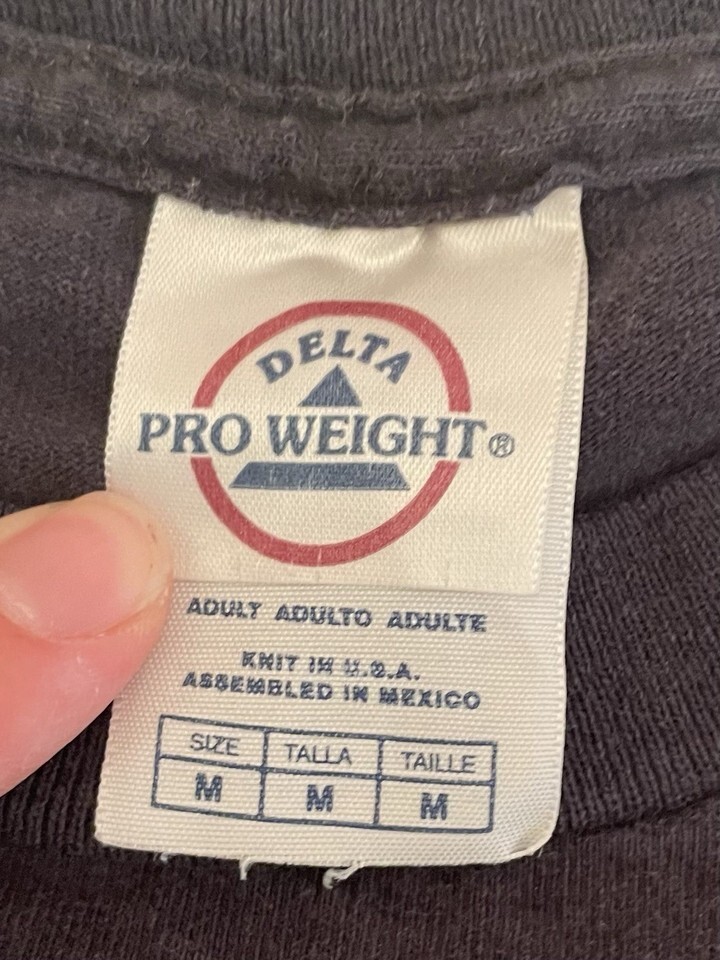 DELTA
PRO WEIGHT®
ADULT ADULTO ADULTE
KNIT IN U.S.A.
ASSEMBLED IN MEXICO
SIZE TALLA TAILLE
M M M